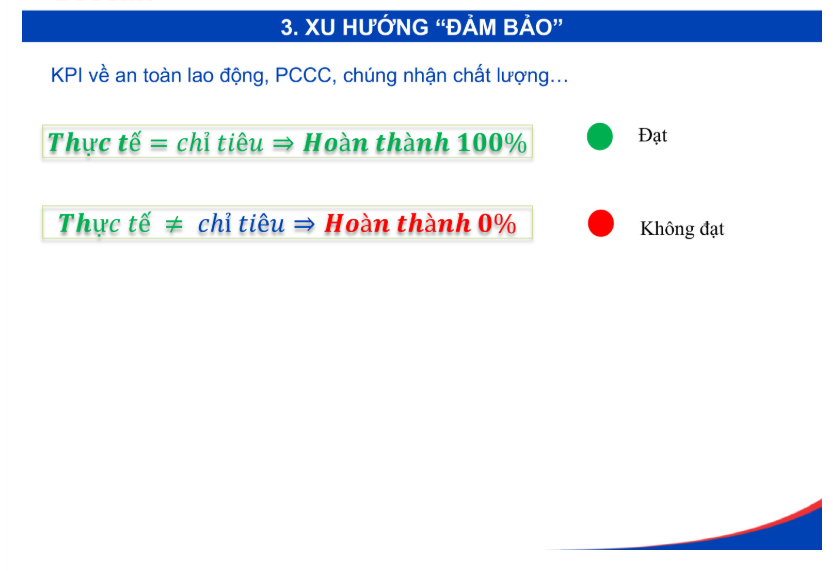 3. XU HƯỚNG “ĐẢM BẢO”
KPI về an toàn lao động, PCCC, chúng nhận chất lượng…
Thực tế = chỉ tiêu ⇒ Hoàn thành 100%
Đạt
Thực tế ≠ chỉ tiêu ⇒ Hoàn thành 0%
Không đạt